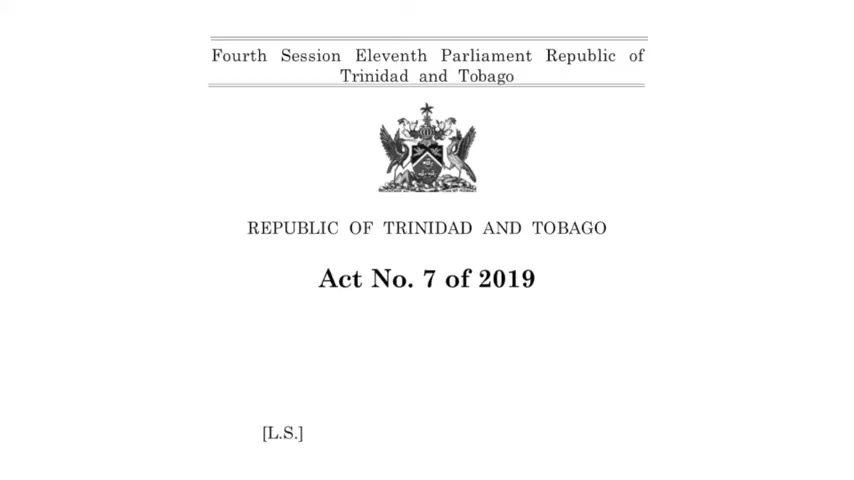 Fourth Session Eleventh Parliament Republic of
Trinidad and Tobago
REPUBLIC OF TRINIDAD AND TOBAGO
Act No. 7 of 2019
[L.S.]